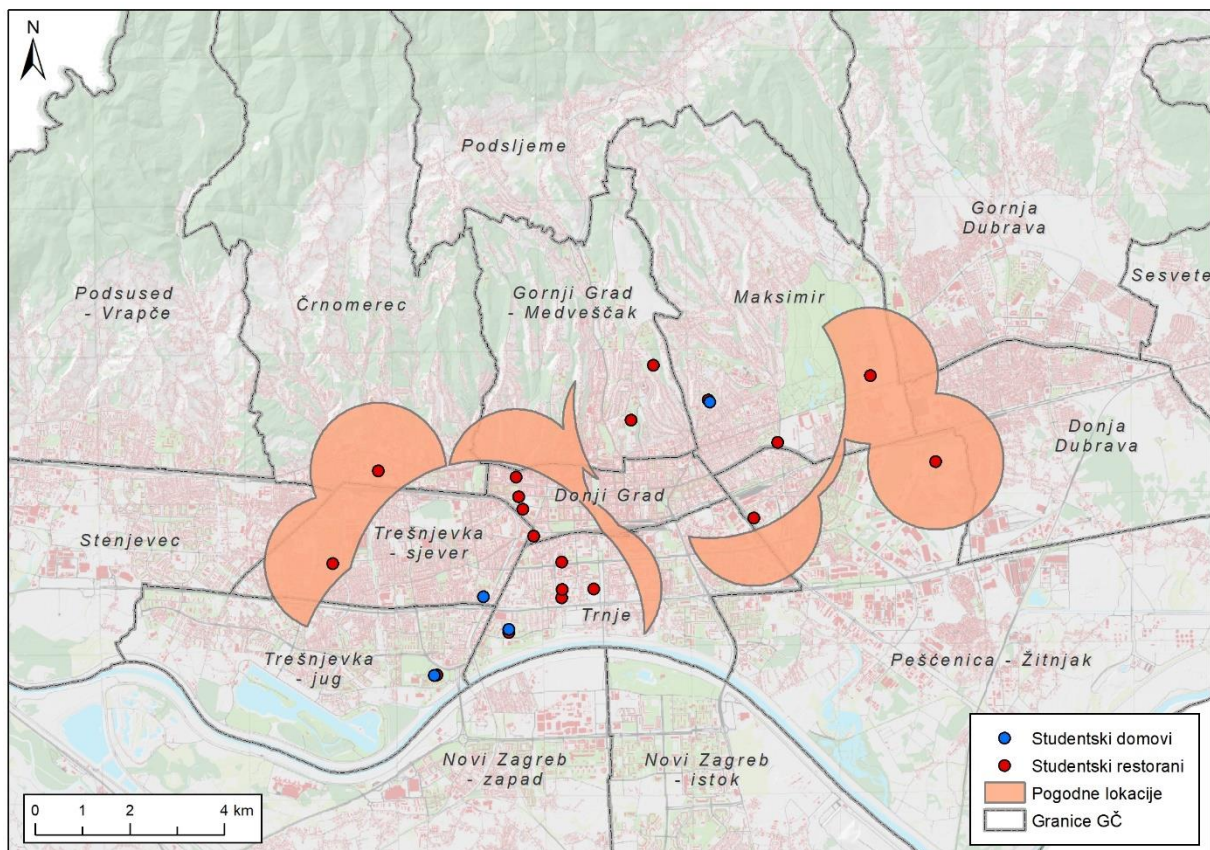 N
Podsljeme
Gornja
Dubrava
Sesvete
Podsused
- Vrapče
Črnomerec
Gornji Grad
- Medveščak
Maksimir
Donja
Dubrava
Donji Grad
Stenjevec
Trešnjevka
- sjever
Trnje
Trešnjevka
- jug
Peščenica - Žitnjak
Novi Zagreb
- zapad
Novi Zagreb
- istok
Studentski domovi
Studentski restorani
Pogodne lokacije
Granice GČ
0 1 2 4 km